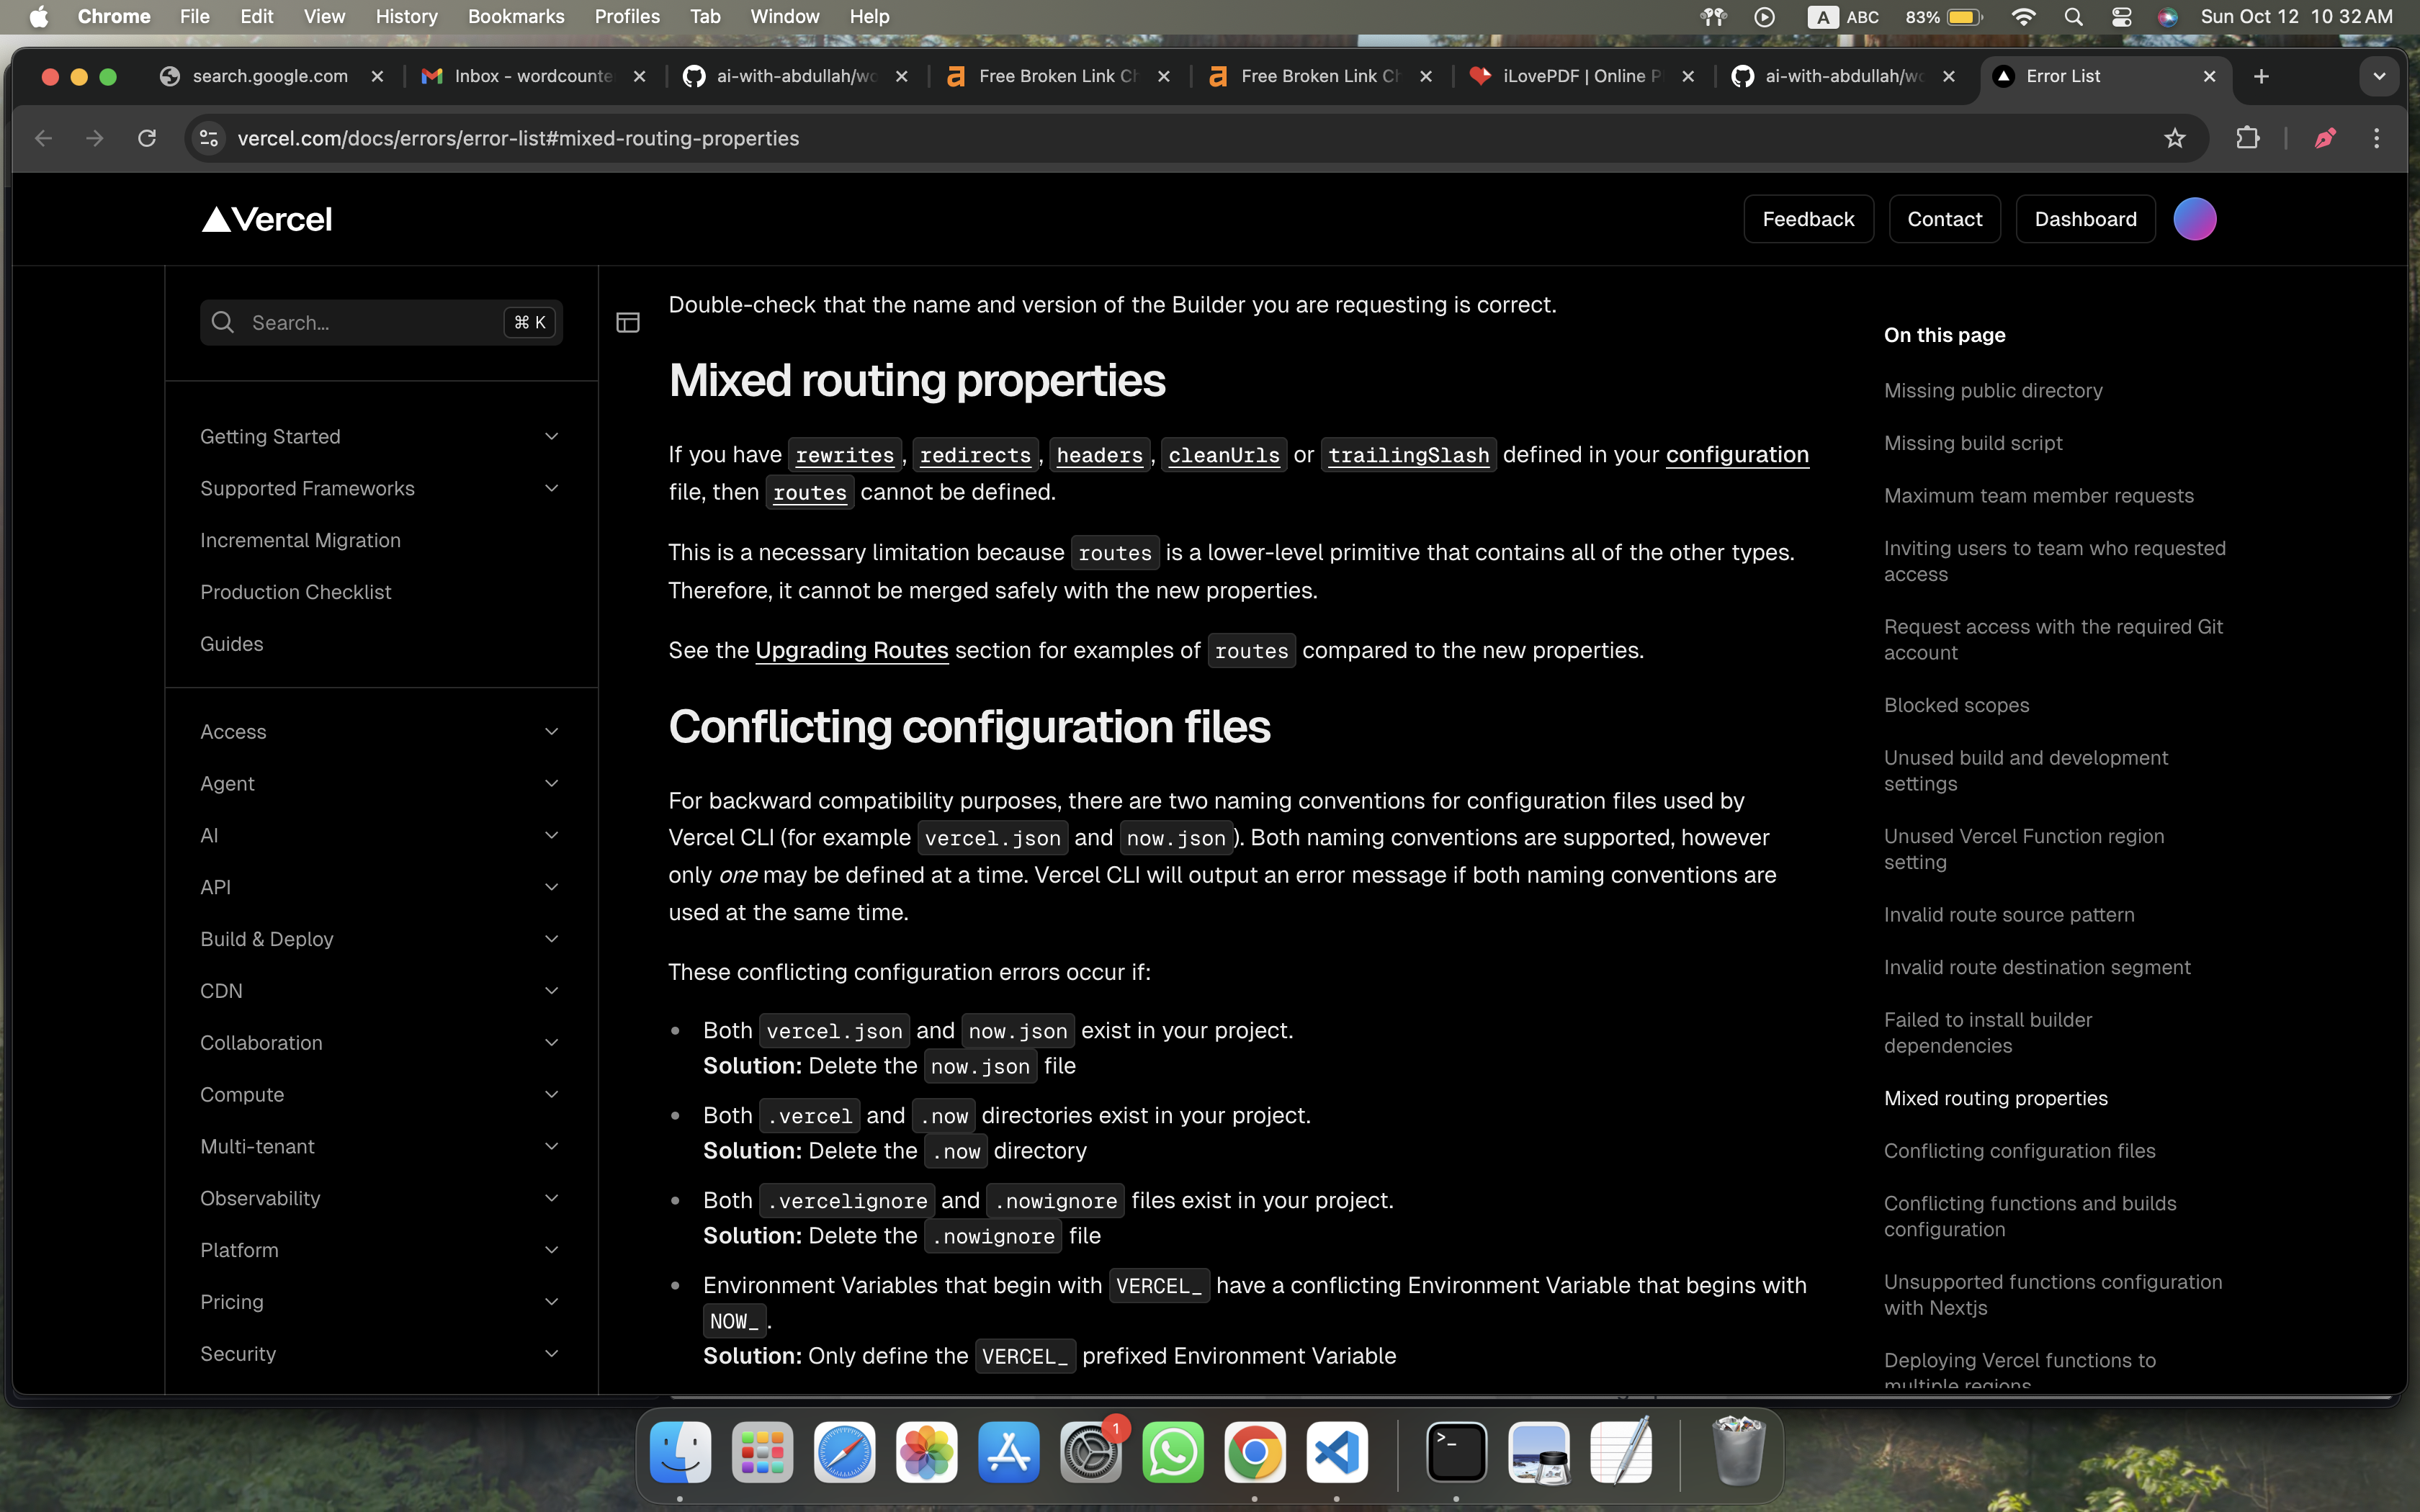 Chrome File Edit View History Bookmarks Profiles Tab Window Help A ABC 83% Sun Oct 12 10 32 AM
search.google.com Inbox - wordcounte ai-with-abdullah/wc Free Broken Link Ch Free Broken Link Ch iLovePDF | Online P ai-with-abdullah/wc Error List
vercel.com/docs/errors/error-list#mixed-routing-properties
Vercel
Feedback Contact Dashboard
Search... ⌘ K
Getting Started
Supported Frameworks
Incremental Migration
Production Checklist
Guides
Access
Agent
AI
API
Build & Deploy
CDN
Collaboration
Compute
Multi-tenant
Observability
Platform
Pricing
Security
Double-check that the name and version of the Builder you are requesting is correct.
Mixed routing properties
If you have rewrites, redirects, headers, cleanUrls or trailingSlash defined in your configuration
file, then routes cannot be defined.
This is a necessary limitation because routes is a lower-level primitive that contains all of the other types.
Therefore, it cannot be merged safely with the new properties.
See the Upgrading Routes section for examples of routes compared to the new properties.
Conflicting configuration files
For backward compatibility purposes, there are two naming conventions for configuration files used by
Vercel CLI (for example vercel.json and now.json). Both naming conventions are supported, however
only one may be defined at a time. Vercel CLI will output an error message if both naming conventions are
used at the same time.
These conflicting configuration errors occur if:
Both vercel.json and now.json exist in your project.
Solution: Delete the now.json file
Both .vercel and .now directories exist in your project.
Solution: Delete the .now directory
Both .vercelignore and .nowignore files exist in your project.
Solution: Delete the .nowignore file
Environment Variables that begin with VERCEL_ have a conflicting Environment Variable that begins with
NOW_.
Solution: Only define the VERCEL_ prefixed Environment Variable
On this page
Missing public directory
Missing build script
Maximum team member requests
Inviting users to team who requested
access
Request access with the required Git
account
Blocked scopes
Unused build and development
settings
Unused Vercel Function region
setting
Invalid route source pattern
Invalid route destination segment
Failed to install builder
dependencies
Mixed routing properties
Conflicting configuration files
Conflicting functions and builds
configuration
Unsupported functions configuration
with Nextjs
Deploying Vercel functions to
multiple regions
1